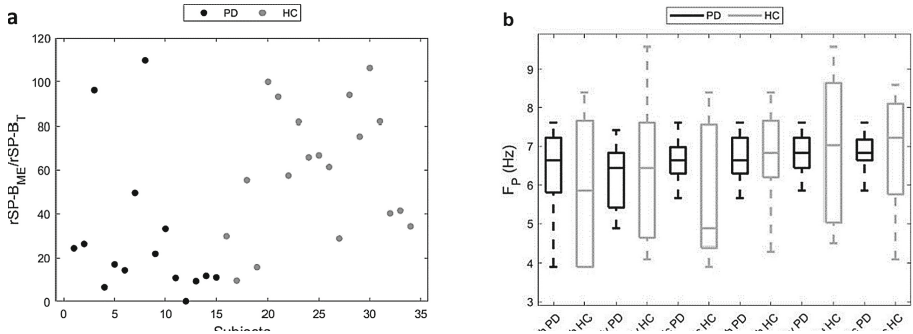 a
PD HC
rSP-B_ME/rSP-B_T
120
100
80
60
40
20
0
0 5 10 15 20 25 30 35
b
PD HC
F_P (Hz)
9
8
7
6
5
4
3
PD HC PD HC PD HC PD HC PD HC PD HC